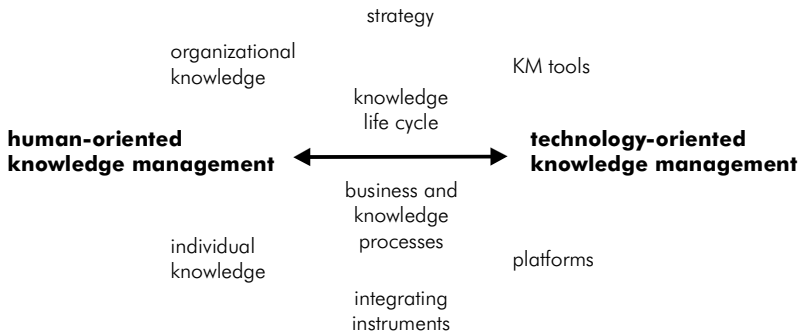 strategy
organizational
knowledge
KM tools
knowledge
life cycle
human-oriented
knowledge management
technology-oriented
knowledge management
business and
knowledge
processes
individual
knowledge
platforms
integrating
instruments